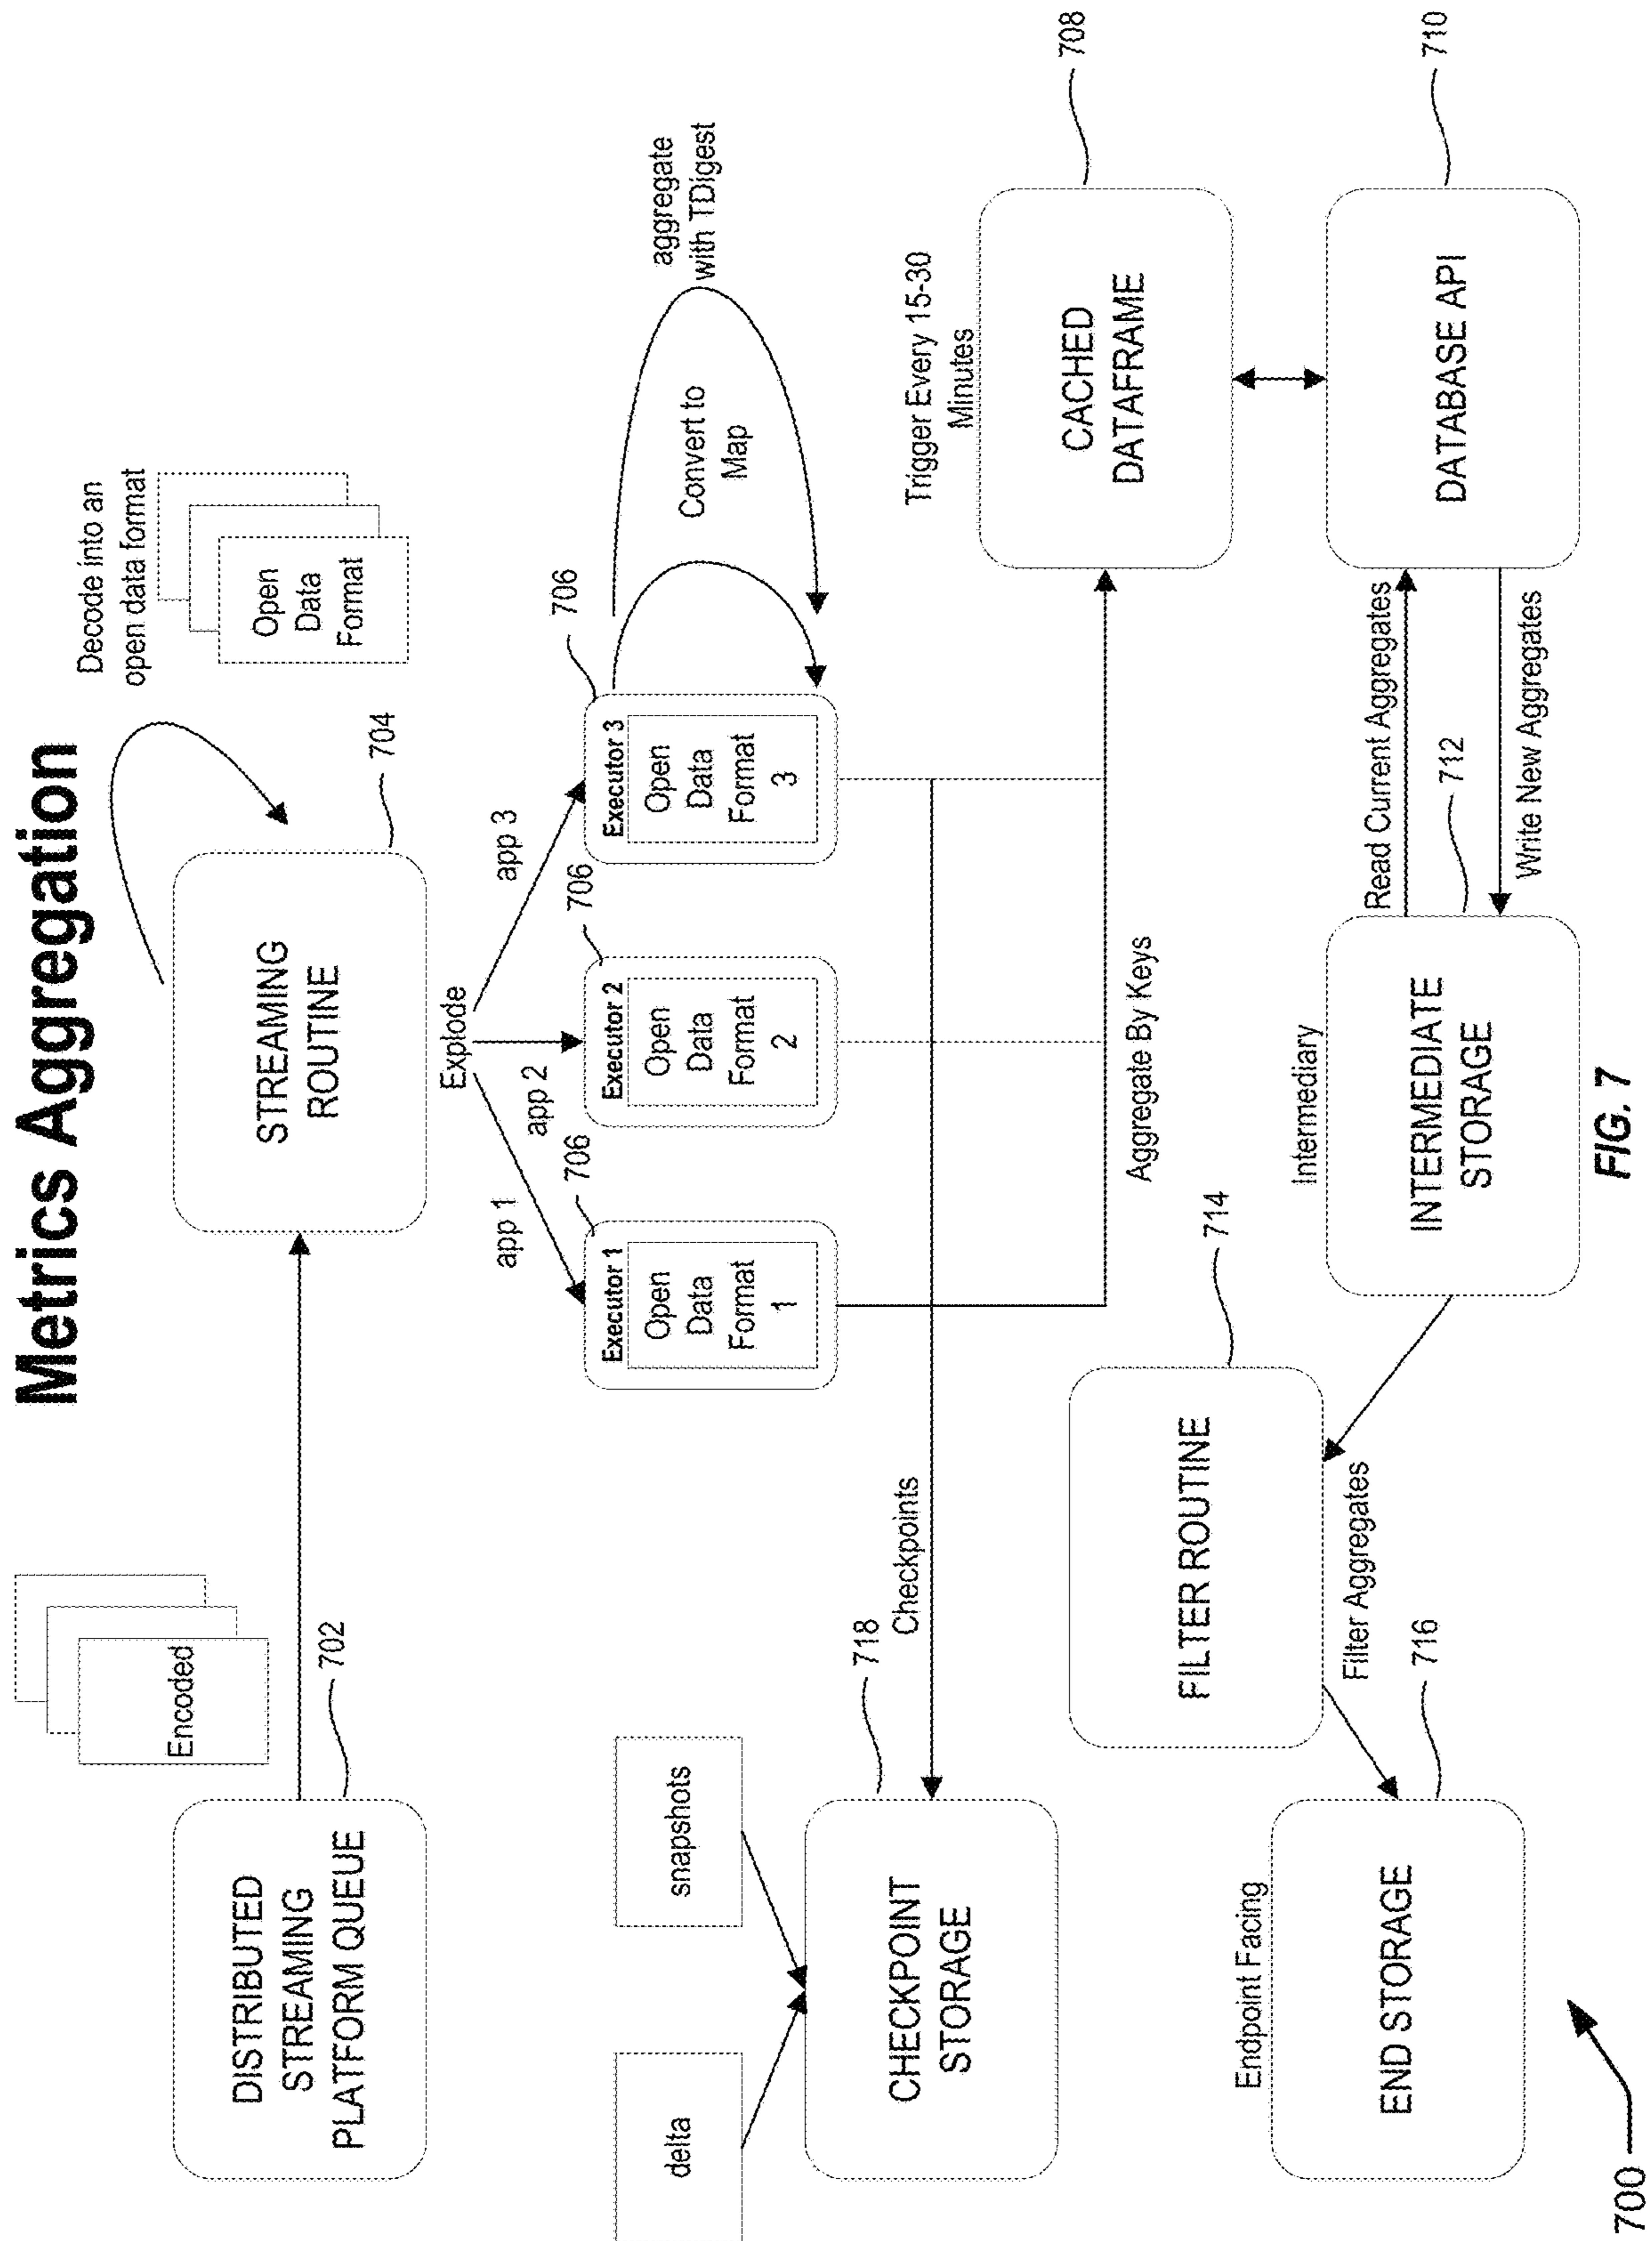 Metrics Aggregation
Encoded
DISTRIBUTED
STREAMING
PLATFORM QUEUE
702
STREAMING
ROUTINE
704
Decode into an
open data format
Open
Data
Format
Explode
app 1
app 2
app 3
706
Executor 1
Open
Data
Format
1
706
Executor 2
Open
Data
Format
2
706
Executor 3
Open
Data
Format
3
Convert to
Map
aggregate
with TDigest
delta
snapshots
CHECKPOINT
STORAGE
718
Checkpoints
Aggregate By Keys
Trigger Every 15-30
Minutes
CACHED
DATAFRAME
708
DATABASE API
710
Read Current Aggregates
Write New Aggregates
Intermediary
INTERMEDIATE
STORAGE
712
FILTER ROUTINE
714
Filter Aggregates
Endpoint Facing
END STORAGE
716
700
FIG. 7